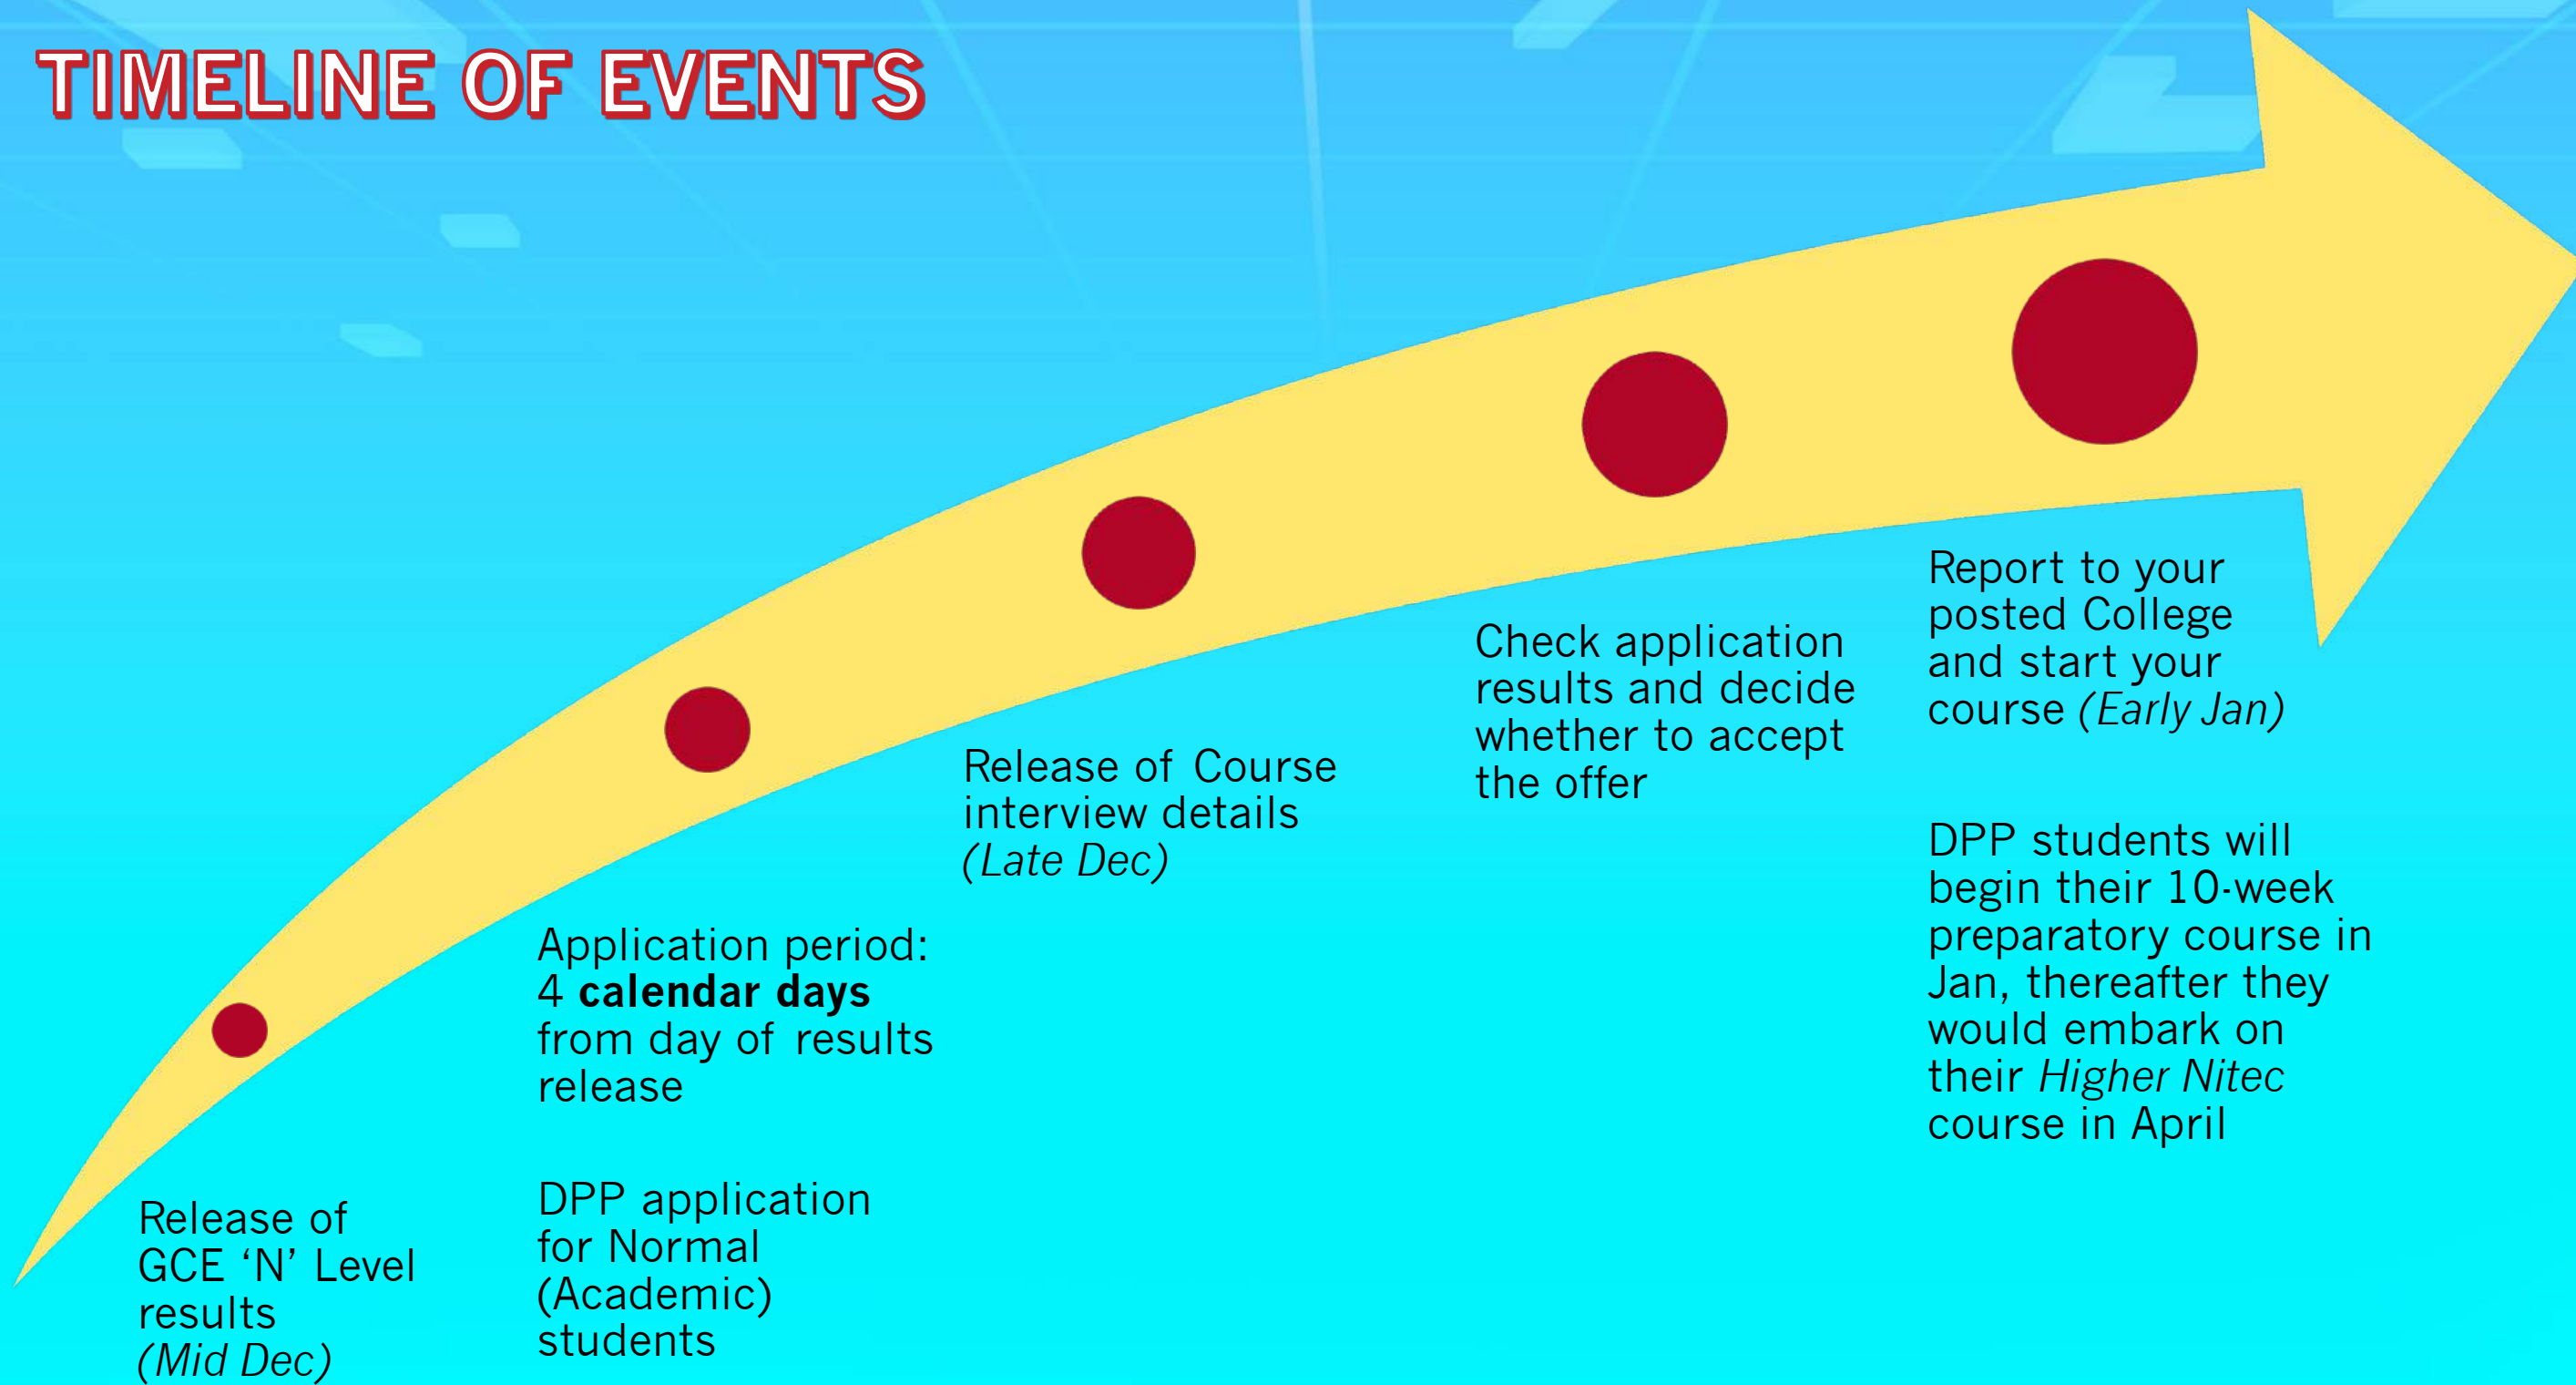 TIMELINE OF EVENTS
Release of
GCE ‘N’ Level
results
(Mid Dec)
Application period:
4 calendar days
from day of results
release
DPP application
for Normal
(Academic)
students
Release of Course
interview details
(Late Dec)
Check application
results and decide
whether to accept
the offer
Report to your
posted College
and start your
course (Early Jan)
DPP students will
begin their 10-week
preparatory course in
Jan, thereafter they
would embark on
their Higher Nitec
course in April